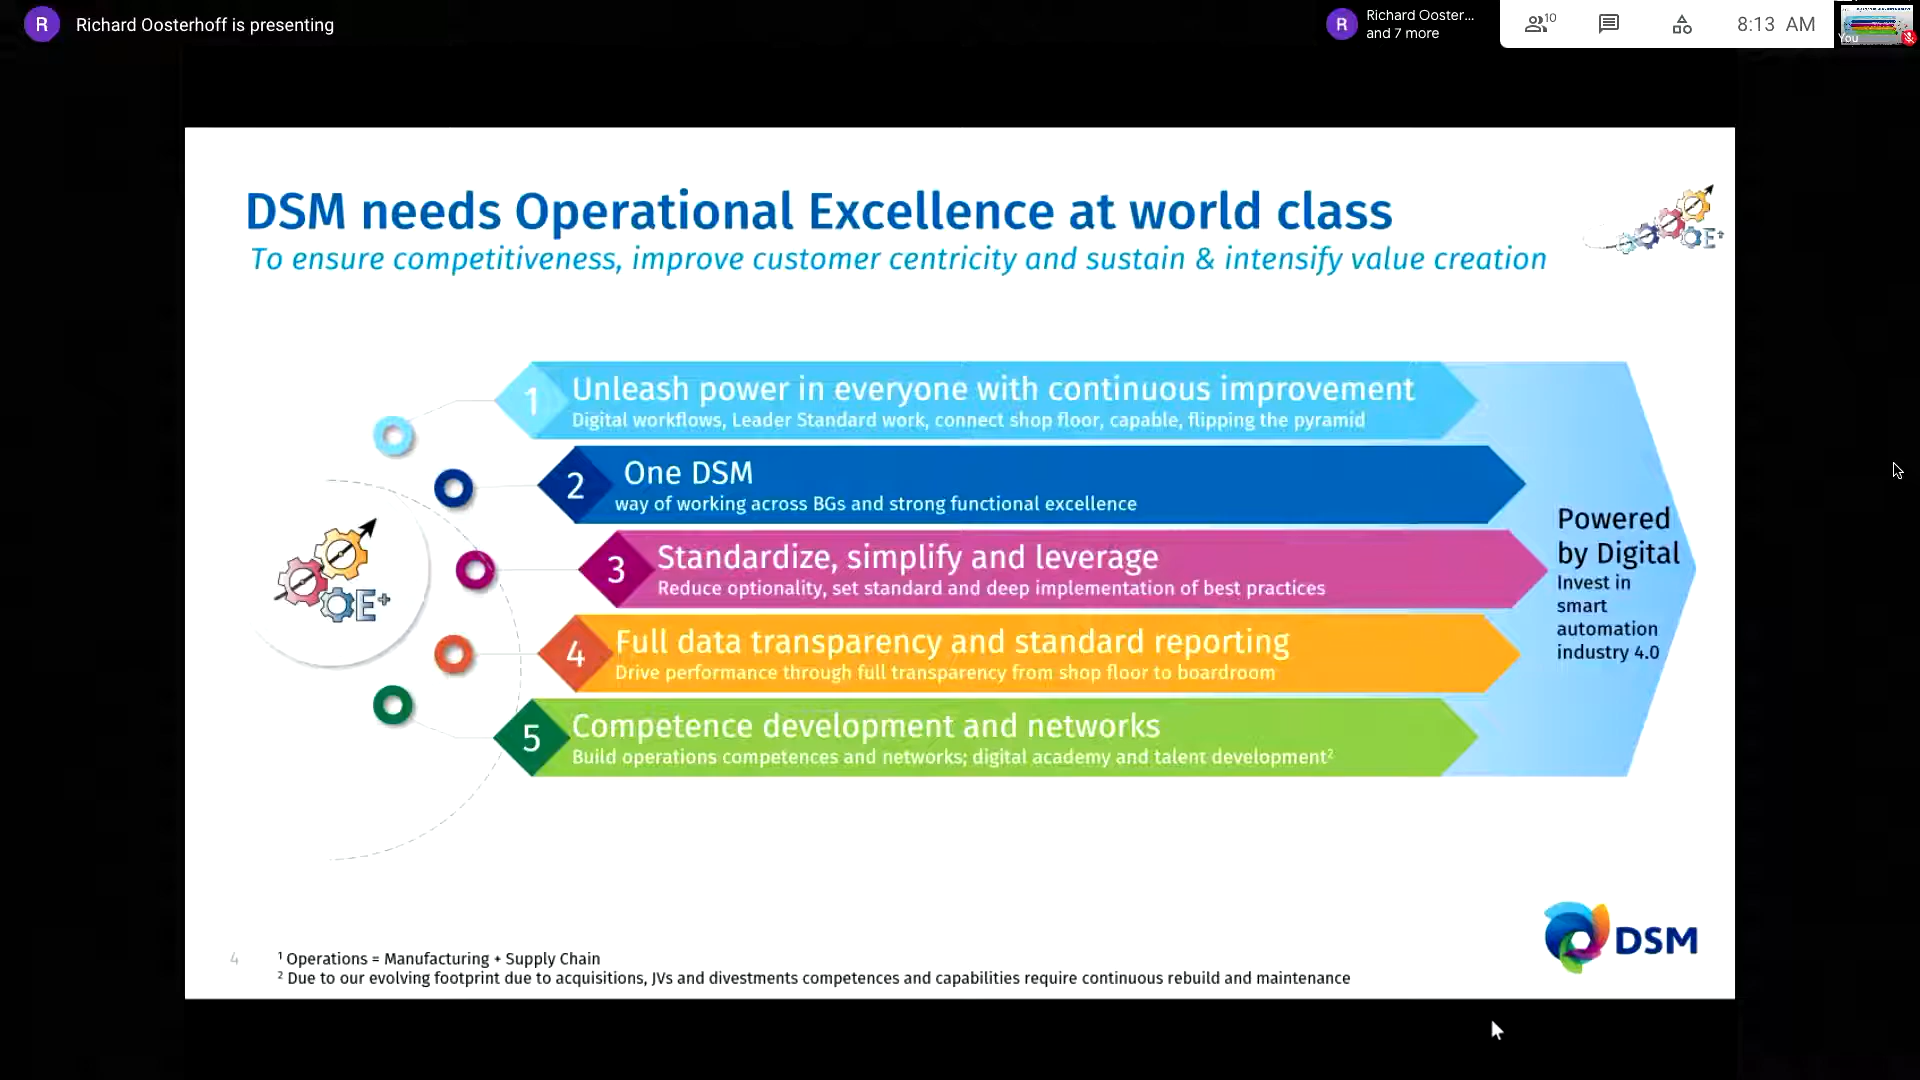 R
Richard Oosterhoff is presenting
R
Richard Ooster...
and 7 more
10
8:13 AM
You
DSM needs Operational Excellence at world class
To ensure competitiveness, improve customer centricity and sustain & intensify value creation
E+
1
Unleash power in everyone with continuous improvement
Digital workflows, Leader Standard work, connect shop floor, capable, flipping the pyramid
2
One DSM
way of working across BGs and strong functional excellence
3
Standardize, simplify and leverage
Reduce optionality, set standard and deep implementation of best practices
4
Full data transparency and standard reporting
Drive performance through full transparency from shop floor to boardroom
5
Competence development and networks
Build operations competences and networks; digital academy and talent development²
OE+
Powered
by Digital
Invest in
smart
automation
industry 4.0
DSM
4
¹ Operations = Manufacturing + Supply Chain
² Due to our evolving footprint due to acquisitions, JVs and divestments competences and capabilities require continuous rebuild and maintenance